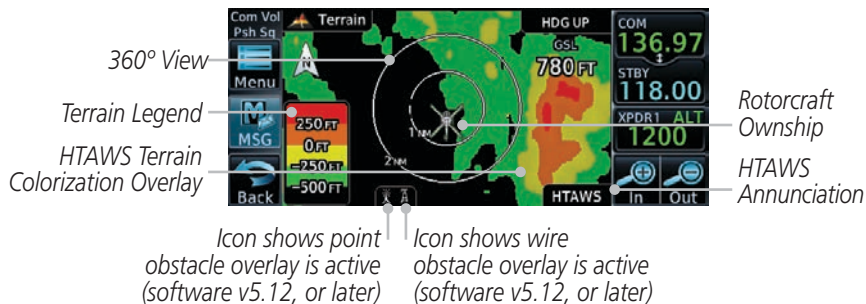 Com Vol
Psh Sq
Terrain
HDG UP
COM
136.97
GSL
780 FT
STBY
118.00
Menu
N
MSG
XPDR1 ALT
1200
250 FT
0 FT
-250 FT
-500 FT
1 NM
2 NM
Back
HTAWS
In
Out
360º View
Terrain Legend
HTAWS Terrain
Colorization Overlay
Rotorcraft
Ownship
HTAWS
Annunciation
Icon shows point
obstacle overlay is active
(software v5.12, or later)
Icon shows wire
obstacle overlay is active
(software v5.12, or later)